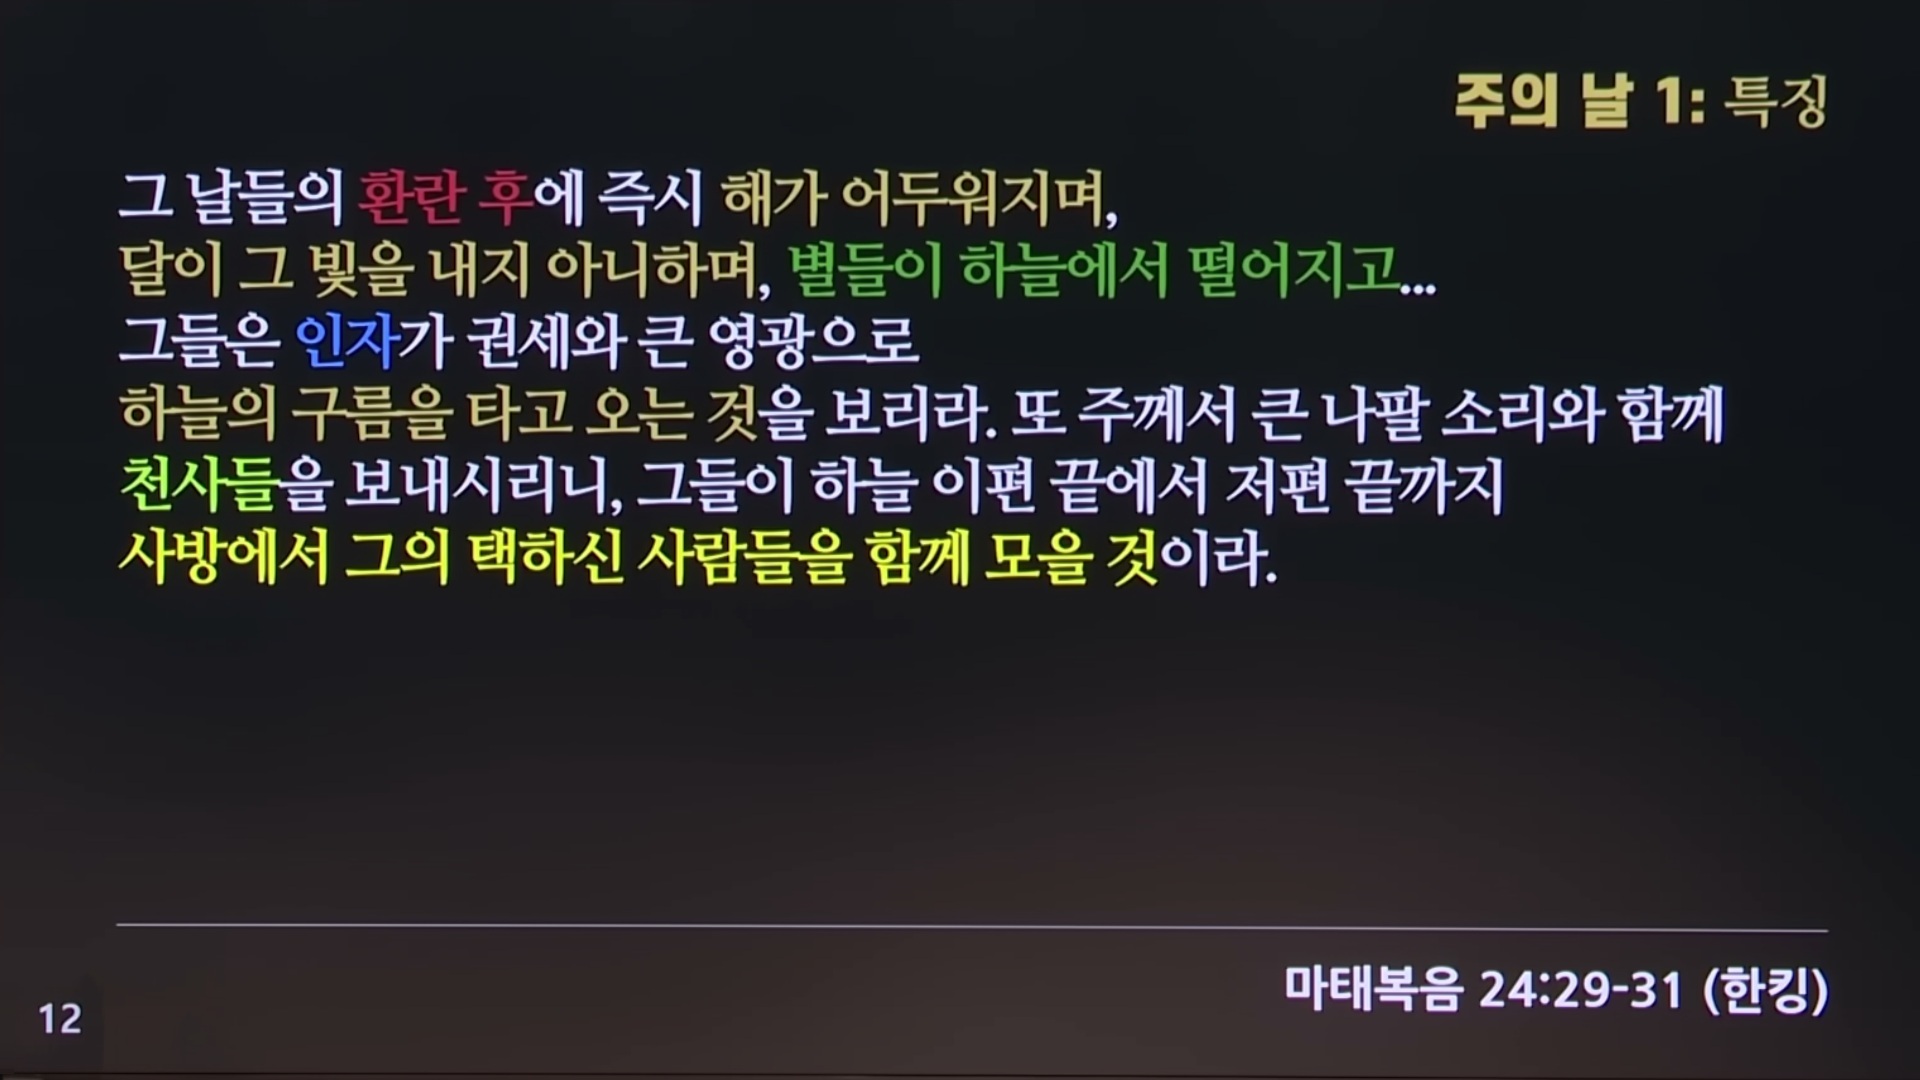 주의 날 1: 특징
그 날들의 환란 후에 즉시 해가 어두워지며,
달이 그 빛을 내지 아니하며, 별들이 하늘에서 떨어지고...
그들은 인자가 권세와 큰 영광으로
하늘의 구름을 타고 오는 것을 보리라. 또 주께서 큰 나팔 소리와 함께
천사들을 보내시리니, 그들이 하늘 이편 끝에서 저편 끝까지
사방에서 그의 택하신 사람들을 함께 모을 것이라.
마태복음 24:29-31 (한킹)
12